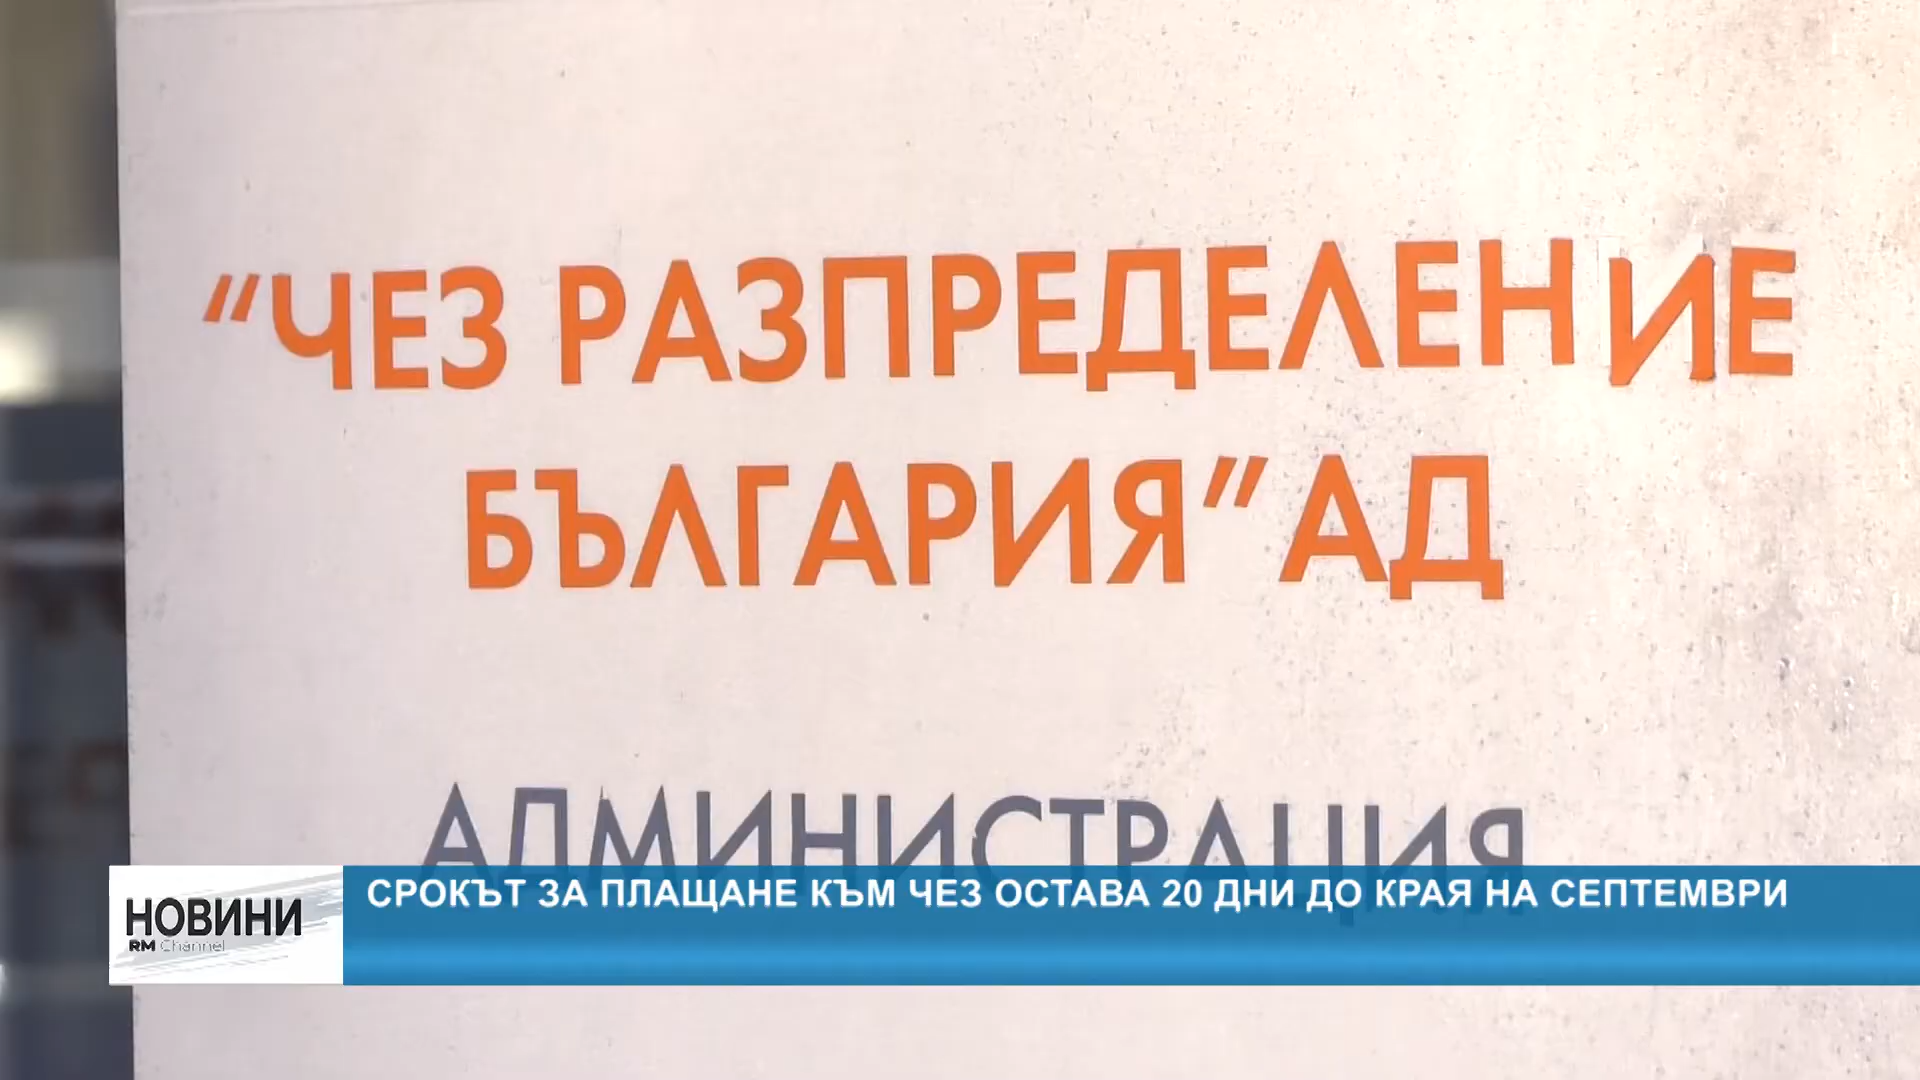 “ЧЕЗ РАЗПРЕДЕЛЕНИЕ
БЪЛГАРИЯ” АД
АДМИНИСТРАЦИЯ
НОВИНИ
RM Channel
СРОКЪТ ЗА ПЛАЩАНЕ КЪМ ЧЕЗ ОСТАВА 20 ДНИ ДО КРАЯ НА СЕПТЕМВРИ